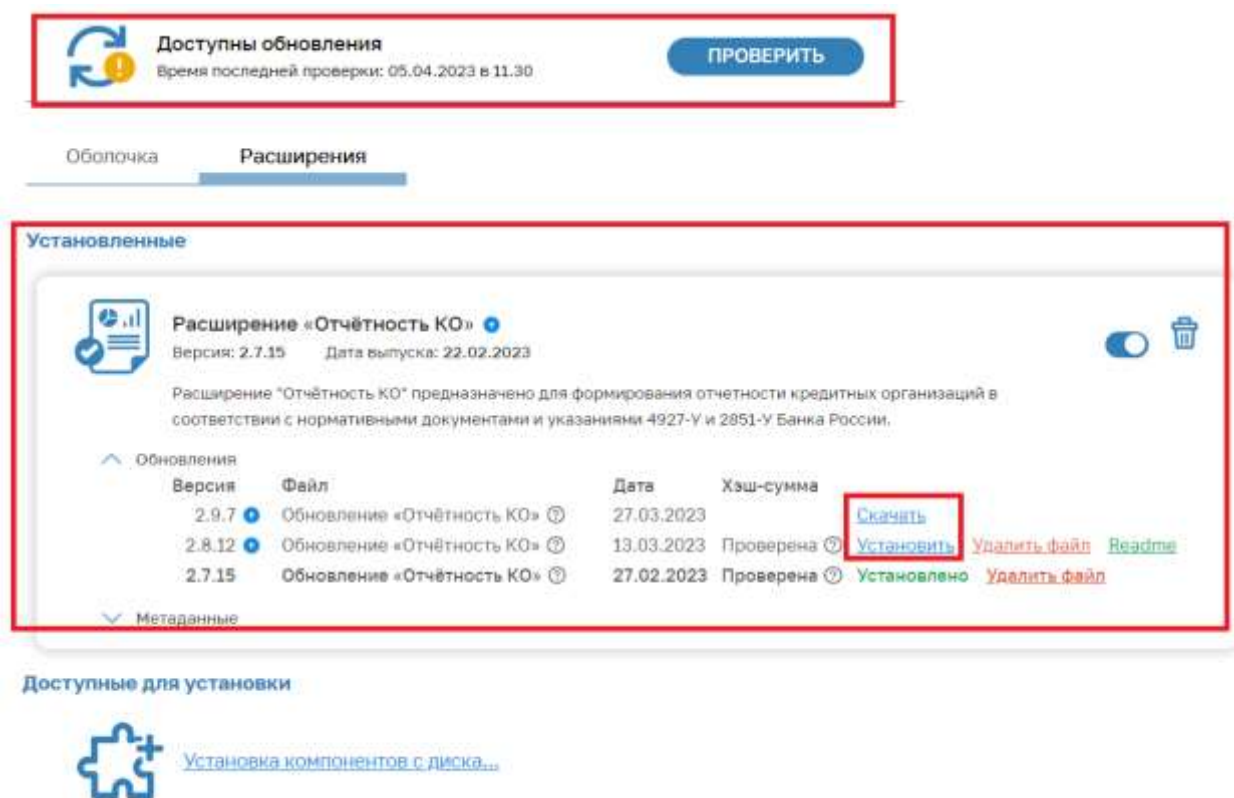 Доступны обновления
ПРОВЕРИТЬ
Время последней проверки: 05.04.2023 в 11.30
Оболочка Расширения
Установленные
Расширение «Отчётность КО»
Версия: 2.7.15 Дата выпуска: 22.02.2023
Расширение "Отчётность КО" предназначено для формирования отчетности кредитных организаций в
соответствии с нормативными документами и указаниями 4927-У и 2851-У Банка России.
Обновления
Версия Файл Дата Хэш-сумма
2.9.7 Обновление «Отчётность КО» 27.03.2023 Скачать
2.8.12 Обновление «Отчётность КО» 13.03.2023 Проверена Установить Удалить файл Readme
2.7.15 Обновление «Отчётность КО» 27.02.2023 Проверена Установлено Удалить файл
Метаданные
Доступные для установки
Установка компонентов с диска...